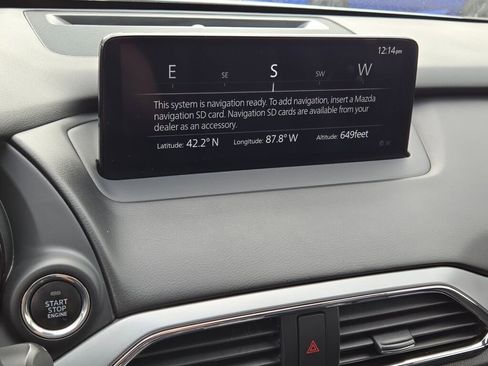 12:14pm
E SE S SW W
This system is navigation ready. To add navigation, insert a Mazda
navigation SD card. Navigation SD cards are available from your
dealer as an accessory.
Latitude: 42.2° N Longitude: 87.8° W Altitude: 649feet
START
STOP
ENGINE